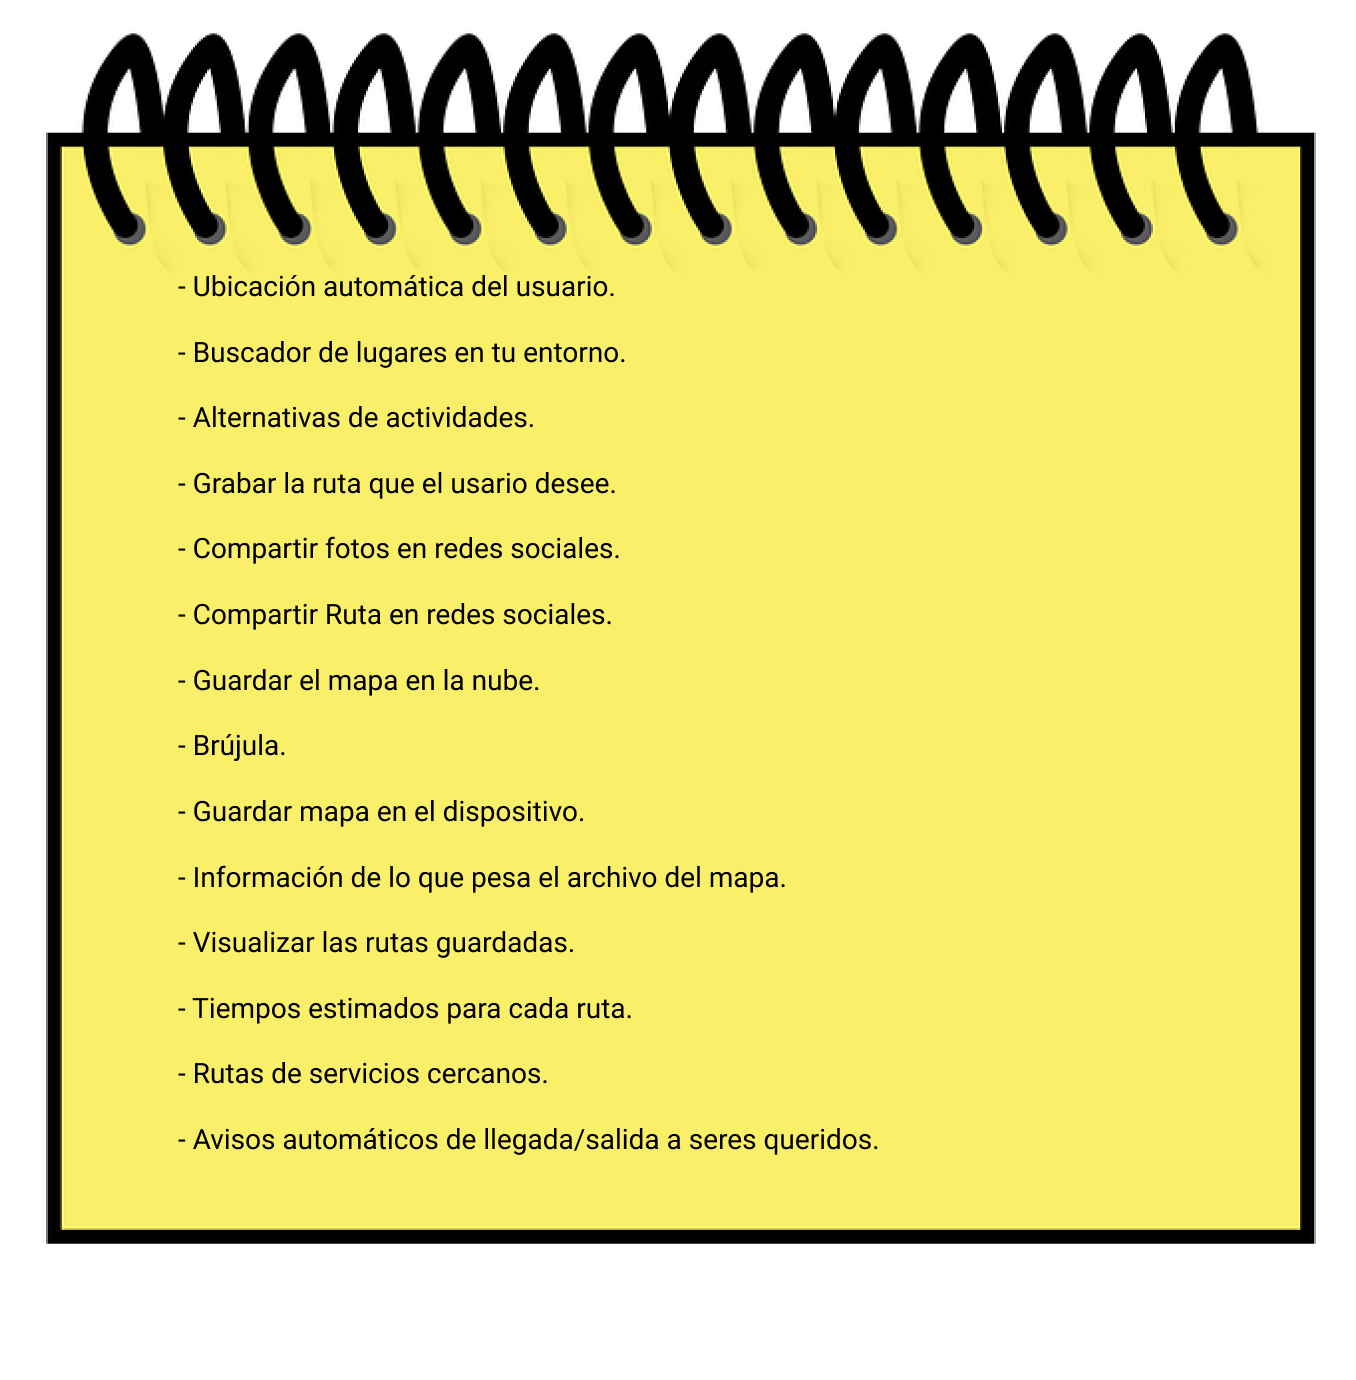 - Ubicación automática del usuario.
- Buscador de lugares en tu entorno.
- Alternativas de actividades.
- Grabar la ruta que el usario desee.
- Compartir fotos en redes sociales.
- Compartir Ruta en redes sociales.
- Guardar el mapa en la nube.
- Brújula.
- Guardar mapa en el dispositivo.
- Información de lo que pesa el archivo del mapa.
- Visualizar las rutas guardadas.
- Tiempos estimados para cada ruta.
- Rutas de servicios cercanos.
- Avisos automáticos de llegada/salida a seres queridos.